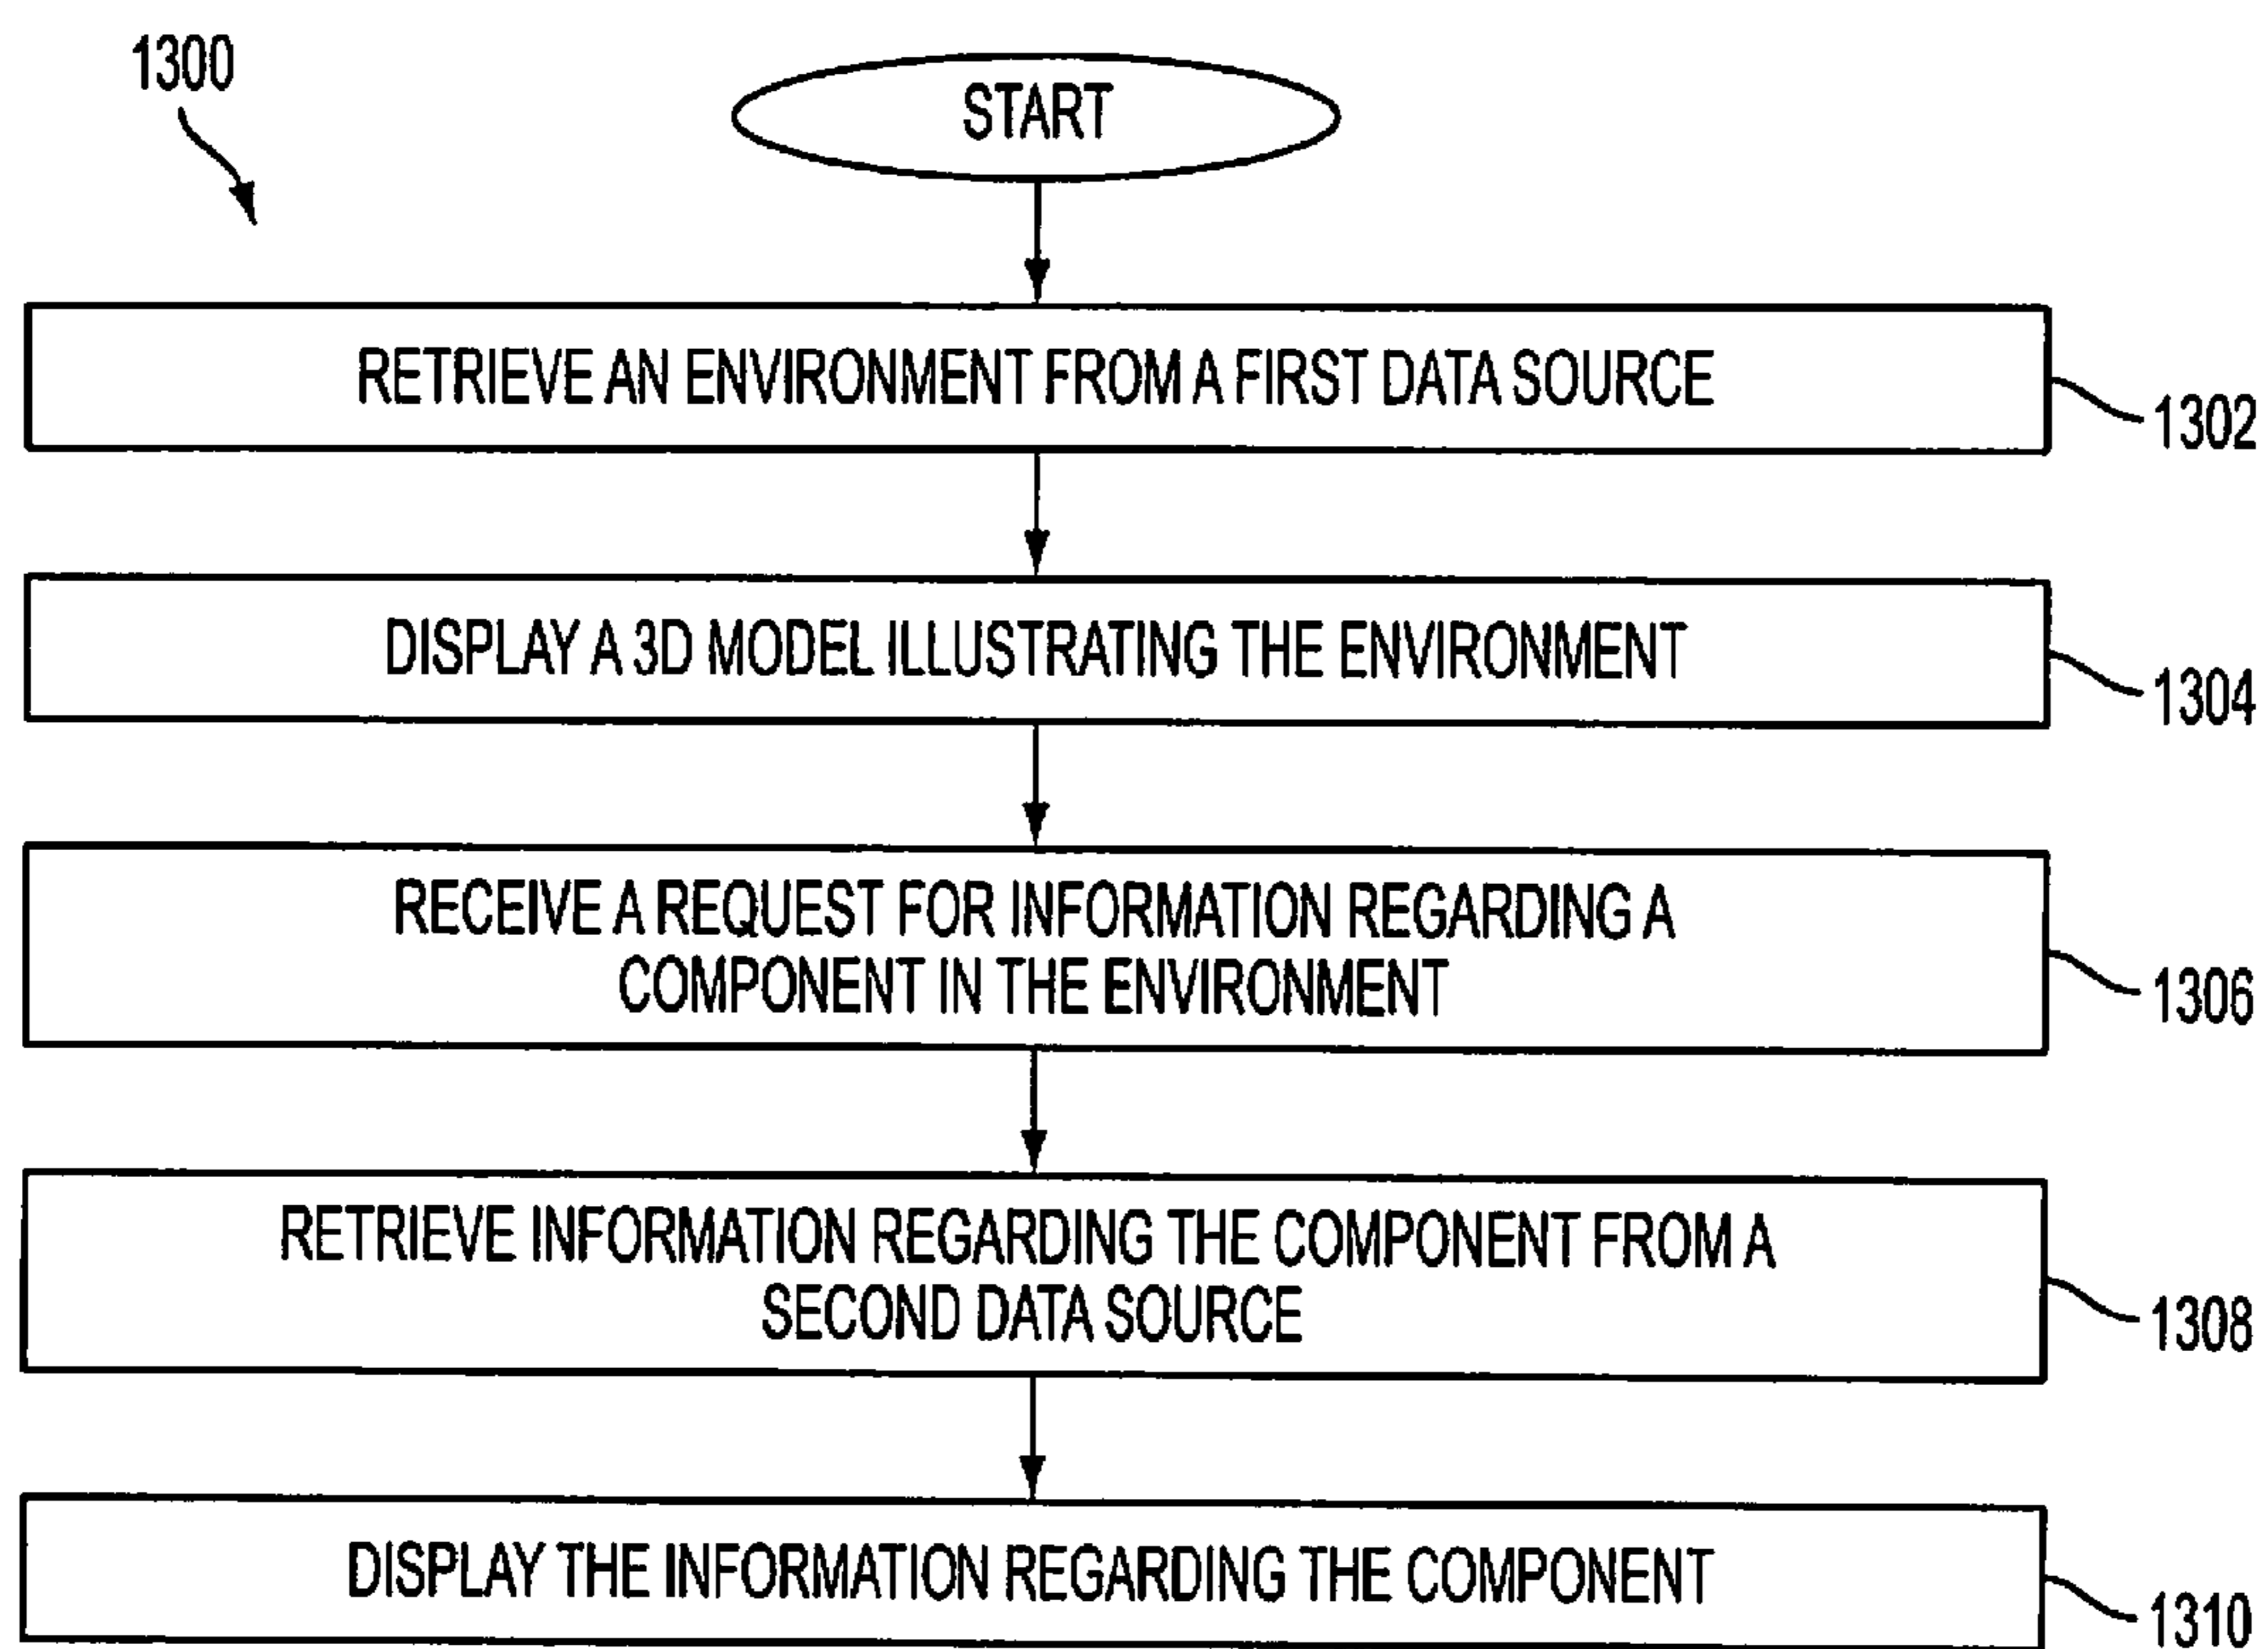 1300
START
RETRIEVE AN ENVIRONMENT FROM A FIRST DATA SOURCE
1302
DISPLAY A 3D MODEL ILLUSTRATING THE ENVIRONMENT
1304
RECEIVE A REQUEST FOR INFORMATION REGARDING A
COMPONENT IN THE ENVIRONMENT
1306
RETRIEVE INFORMATION REGARDING THE COMPONENT FROM A
SECOND DATA SOURCE
1308
DISPLAY THE INFORMATION REGARDING THE COMPONENT
1310